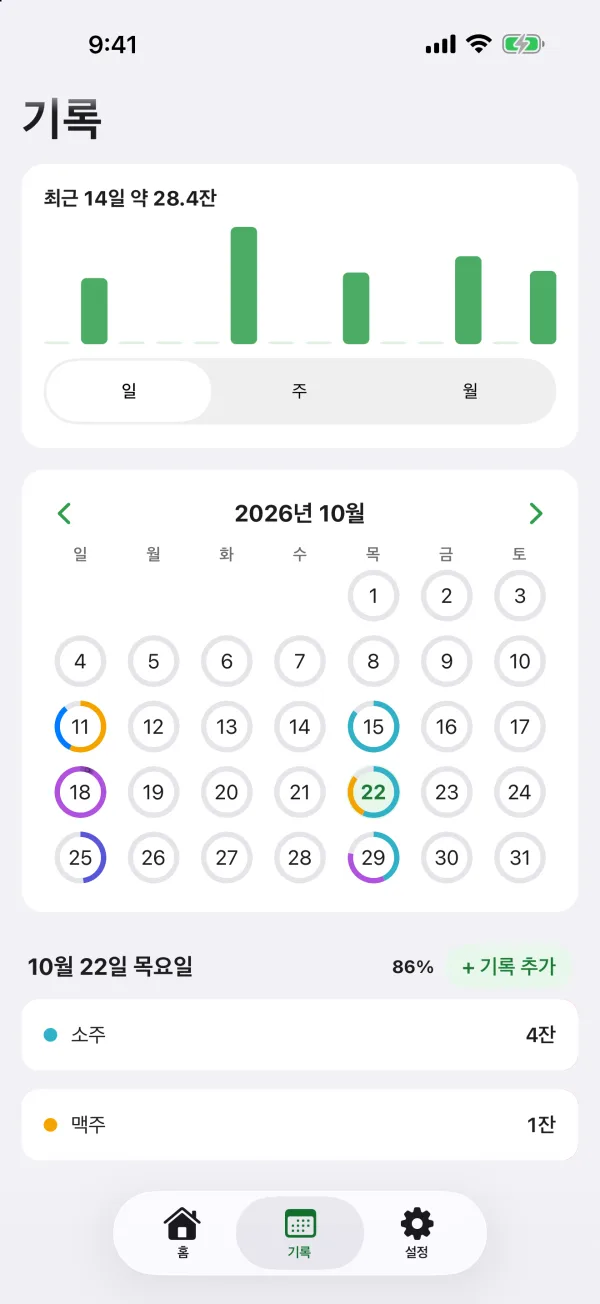 9:41
기록
최근 14일 약 28.4잔
일 주 월
2026년 10월
일 월 화 수 목 금 토
1 2 3
4 5 6 7 8 9 10
11 12 13 14 15 16 17
18 19 20 21 22 23 24
25 26 27 28 29 30 31
10월 22일 목요일 86% + 기록 추가
소주 4잔
맥주 1잔
홈 기록 설정